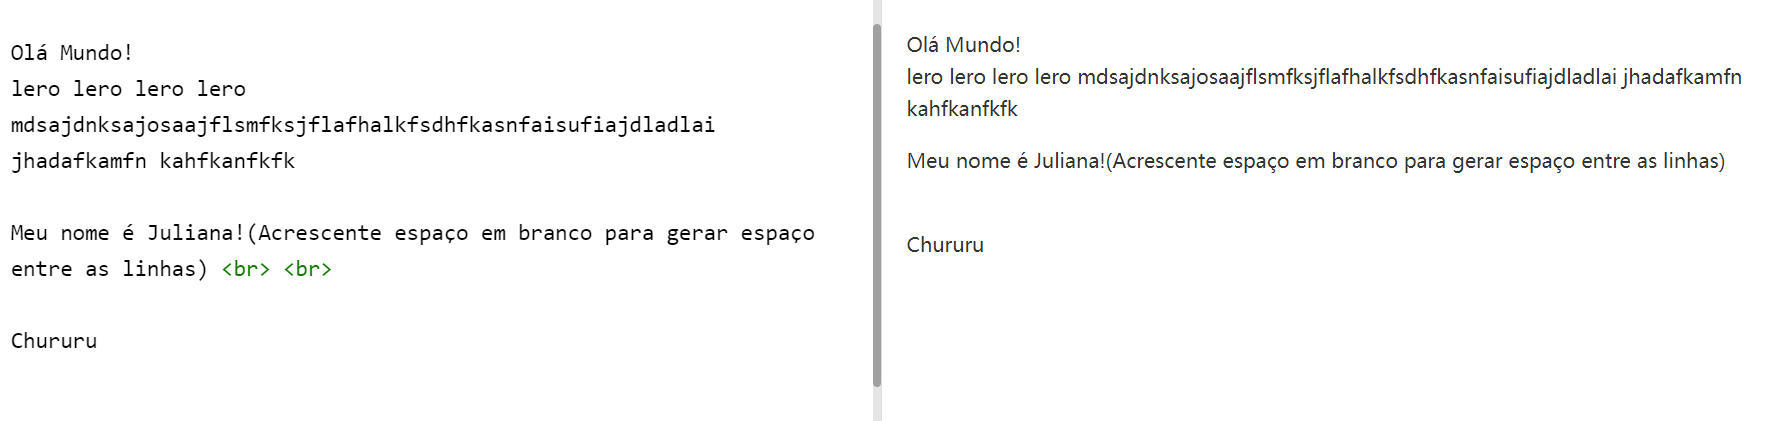 Olá Mundo!
lero lero lero lero
mdsajdnksajosaajflsmfksjflafhalkfsdhfkasnfaisufiajdladlai
jhadafkamfn kahfkanfkfk
Meu nome é Juliana!(Acrescente espaço em branco para gerar espaço
entre as linhas) <br> <br>
Chururu
Olá Mundo!
lero lero lero lero mdsajdnksajosaajflsmfksjflafhalkfsdhfkasnfaisufiajdladlai jhadafkamfn
kahfkanfkfk
Meu nome é Juliana!(Acrescente espaço em branco para gerar espaço entre as linhas)
Chururu